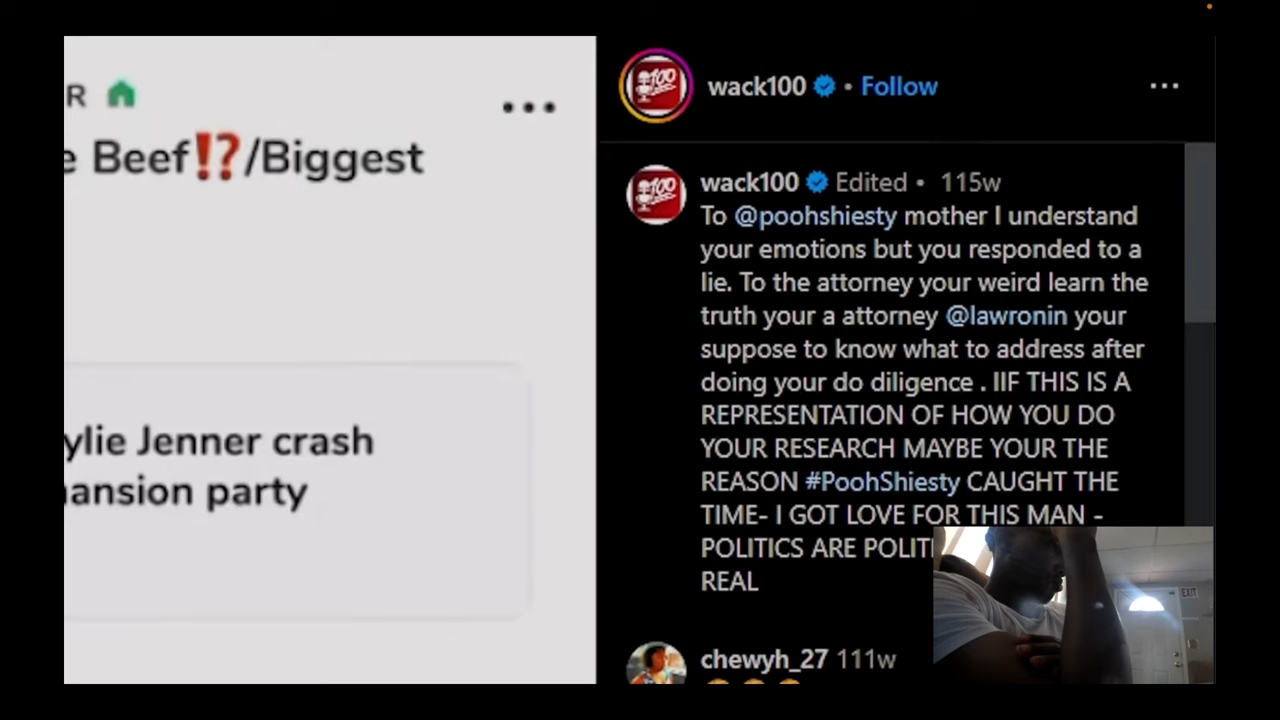 R
e Beef⁉️/Biggest
ylie Jenner crash
ansion party
100
wack100 • Follow
100
wack100 Edited • 115w
To @poohshiesty mother I understand
your emotions but you responded to a
lie. To the attorney your weird learn the
truth your a attorney @lawronin your
suppose to know what to address after
doing your do diligence . IIF THIS IS A
REPRESENTATION OF HOW YOU DO
YOUR RESEARCH MAYBE YOUR THE
REASON #PoohShiesty CAUGHT THE
TIME- I GOT LOVE FOR THIS MAN -
POLITICS ARE POLITI
REAL
EXIT
chewyh_27 111w